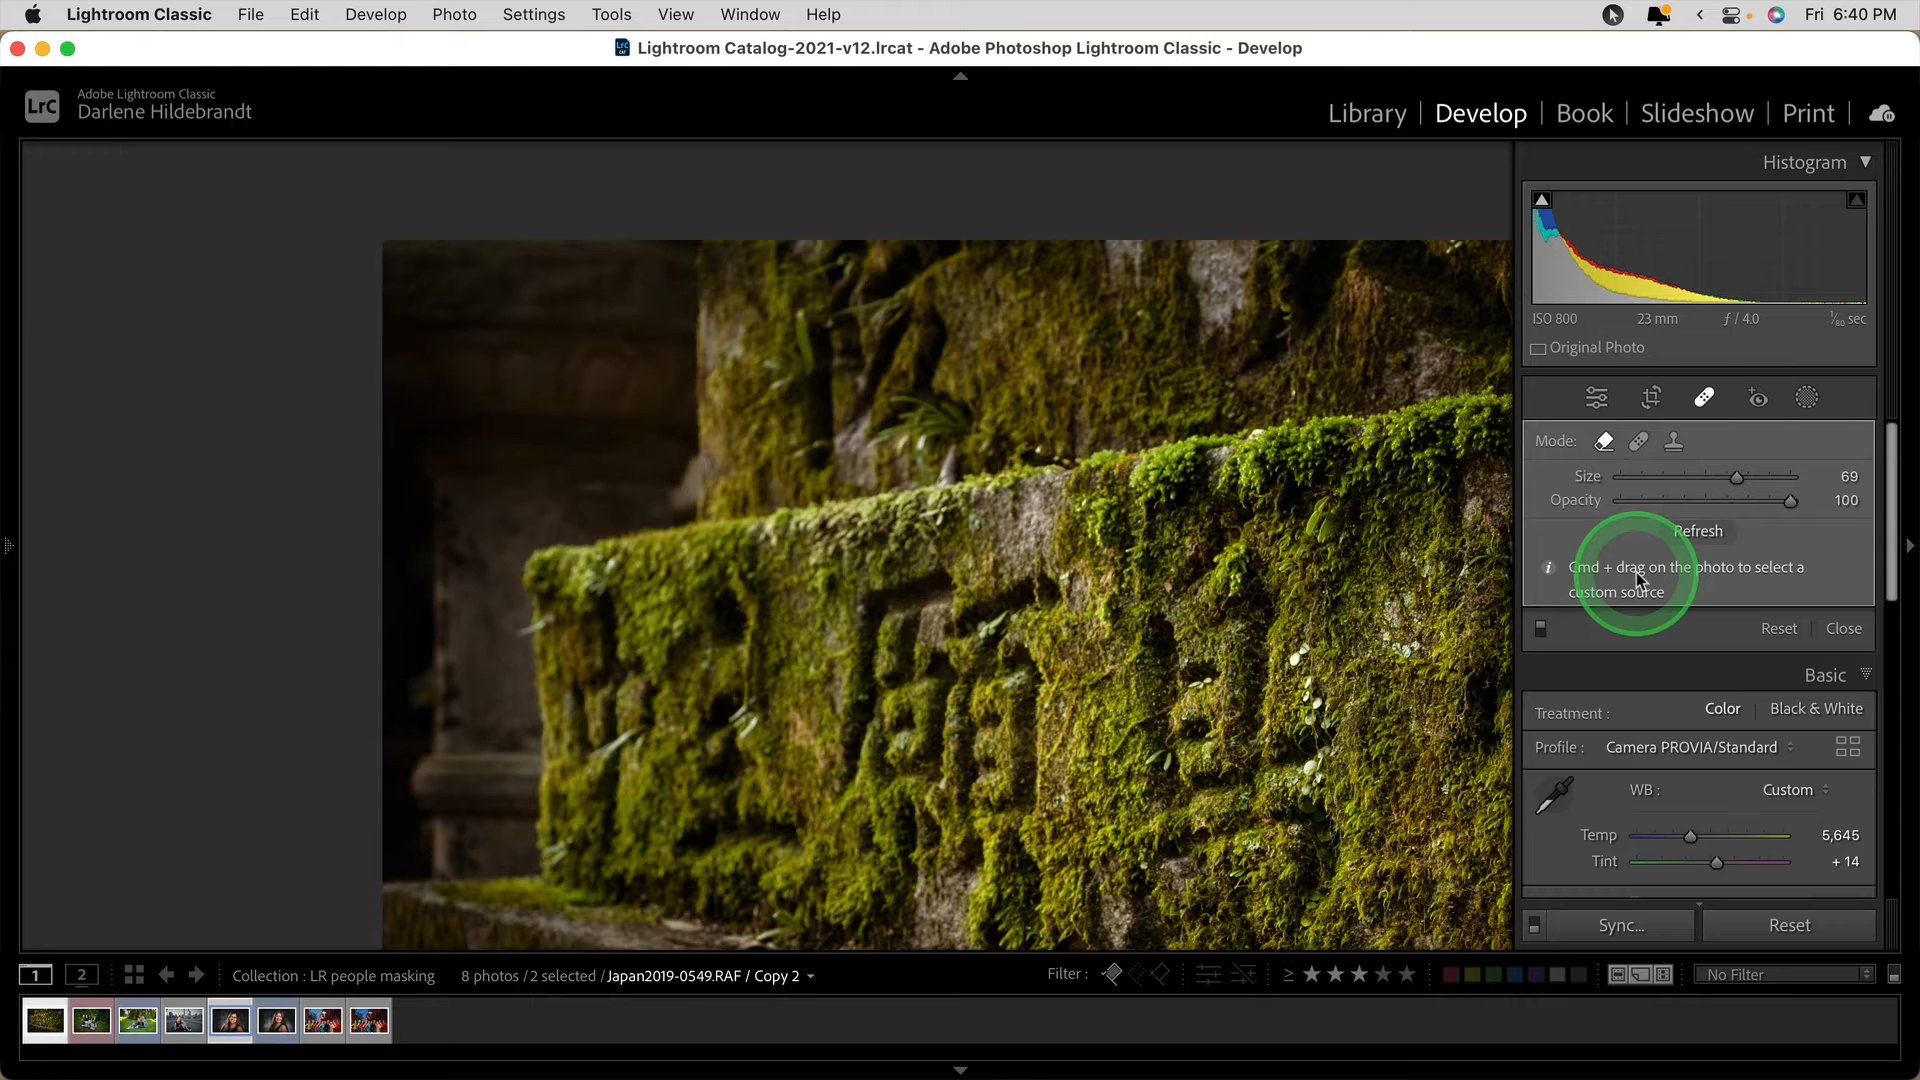 Lightroom Classic File Edit Develop Photo Settings Tools View Window Help Fri 6:40 PM
LrC CAT Lightroom Catalog-2021-v12.lrcat - Adobe Photoshop Lightroom Classic - Develop
LrC Adobe Lightroom Classic
Darlene Hildebrandt
Library | Develop | Book | Slideshow | Print |
Histogram
ISO 800 23 mm ƒ / 4.0 1/80 sec
Original Photo
Mode:
Size 69
Opacity 100
Refresh
Cmd + drag on the photo to select a
custom source
Reset | Close
Basic
Treatment : Color | Black & White
Profile : Camera PROVIA/Standard
WB : Custom
Temp 5,645
Tint + 14
Sync... Reset
1 2 Collection : LR people masking 8 photos / 2 selected / Japan2019-0549.RAF / Copy 2 Filter : ≥ ★ ★ ★ ★ ★ No Filter